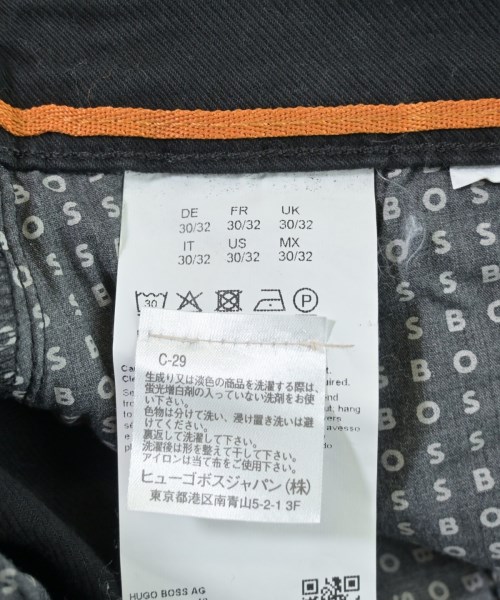 DE FR UK
30/32 30/32 30/32
IT US MX
30/32 30/32 30/32
30
P
C-29
生成り又は淡色の商品を洗濯する際は、
蛍光増白剤の入っていない洗剤をお使
い下さい。
色物は分けて洗い、浸け置き洗いは避
けてください。
裏返して洗濯して下さい。
洗濯後は形を整えて干して下さい。
アイロンは当て布をご使用下さい。
ヒューゴボスジャパン(株)
東京都港区南青山5-2-1 3F
HUGO BOSS AG
BOSS